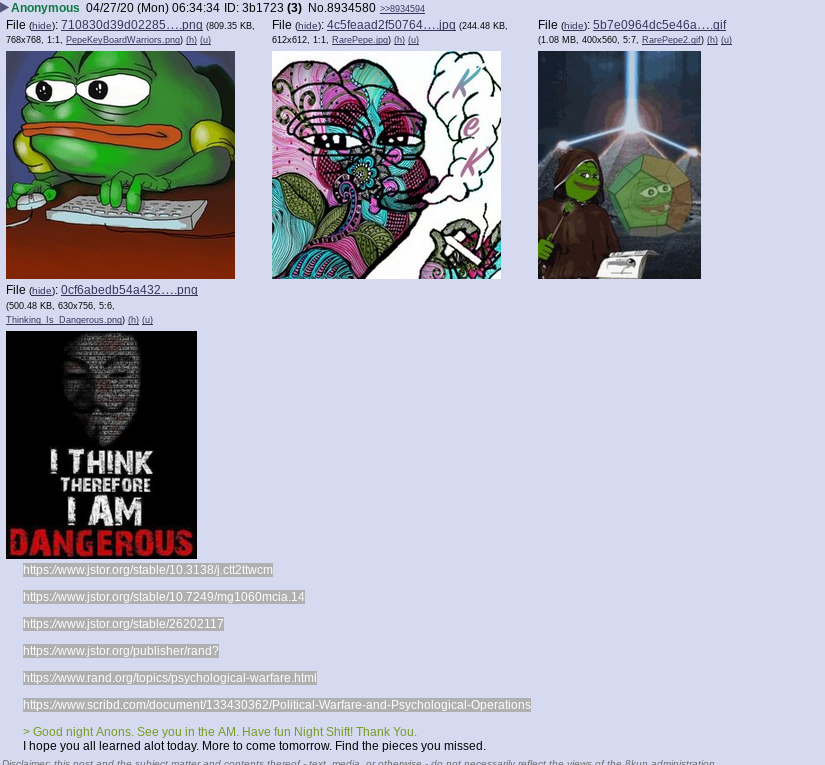 Anonymous 04/27/20 (Mon) 06:34:34 ID: 3b1723 (3) No.8934580 >>8934594
File (hide): 710830d39d02285….png (809.35 KB, 768x768, 1:1, PepeKeyBoardWarriors.png) (h) (u)
File (hide): 4c5feaad2f50764….jpg (244.48 KB, 612x612, 1:1, RarePepe.jpg) (h) (u)
File (hide): 5b7e0964dc5e46a….gif (1.08 MB, 400x560, 5:7, RarePepe2.gif) (h) (u)
KeK
File (hide): 0cf6abedb54a432….png
(500.48 KB, 630x756, 5:6,
Thinking_Is_Dangerous.png) (h) (u)
I THINK
THEREFORE
I AM
DANGEROUS
https://www.jstor.org/stable/10.3138/j.ctt2ttwcm
https://www.jstor.org/stable/10.7249/mg1060mcia.14
https://www.jstor.org/stable/26202117
https://www.jstor.org/publisher/rand?
https://www.rand.org/topics/psychological-warfare.html
https://www.scribd.com/document/133430362/Political-Warfare-and-Psychological-Operations
> Good night Anons. See you in the AM. Have fun Night Shift! Thank You.
I hope you all learned alot today. More to come tomorrow. Find the pieces you missed.
Disclaimer: this post and the subject matter and contents thereof - text, media, or otherwise - do not necessarily reflect the views of the 8kun administration.